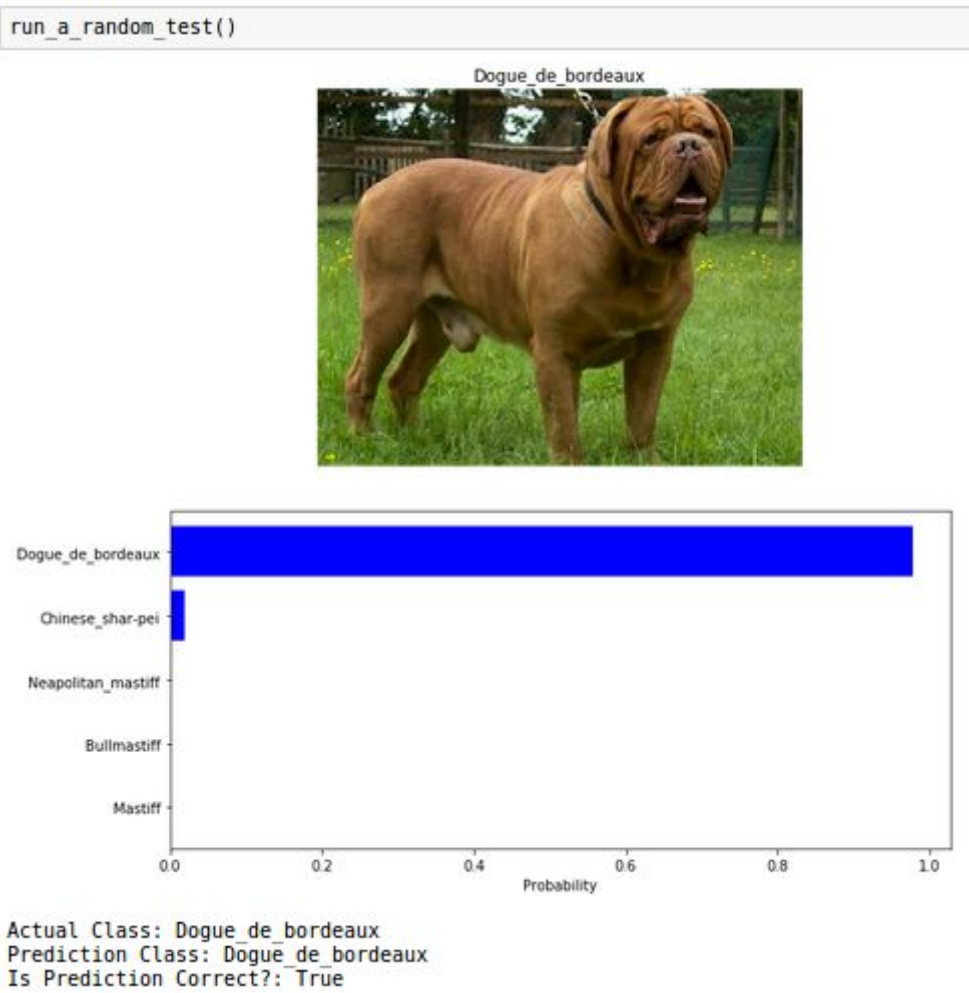 run_a_random_test()
Dogue_de_bordeaux
Dogue_de_bordeaux
Chinese_shar-pei
Neapolitan_mastiff
Bullmastiff
Mastiff
0.0 0.2 0.4 0.6 0.8 1.0
Probability
Actual Class: Dogue_de_bordeaux
Prediction Class: Dogue_de_bordeaux
Is Prediction Correct?: True